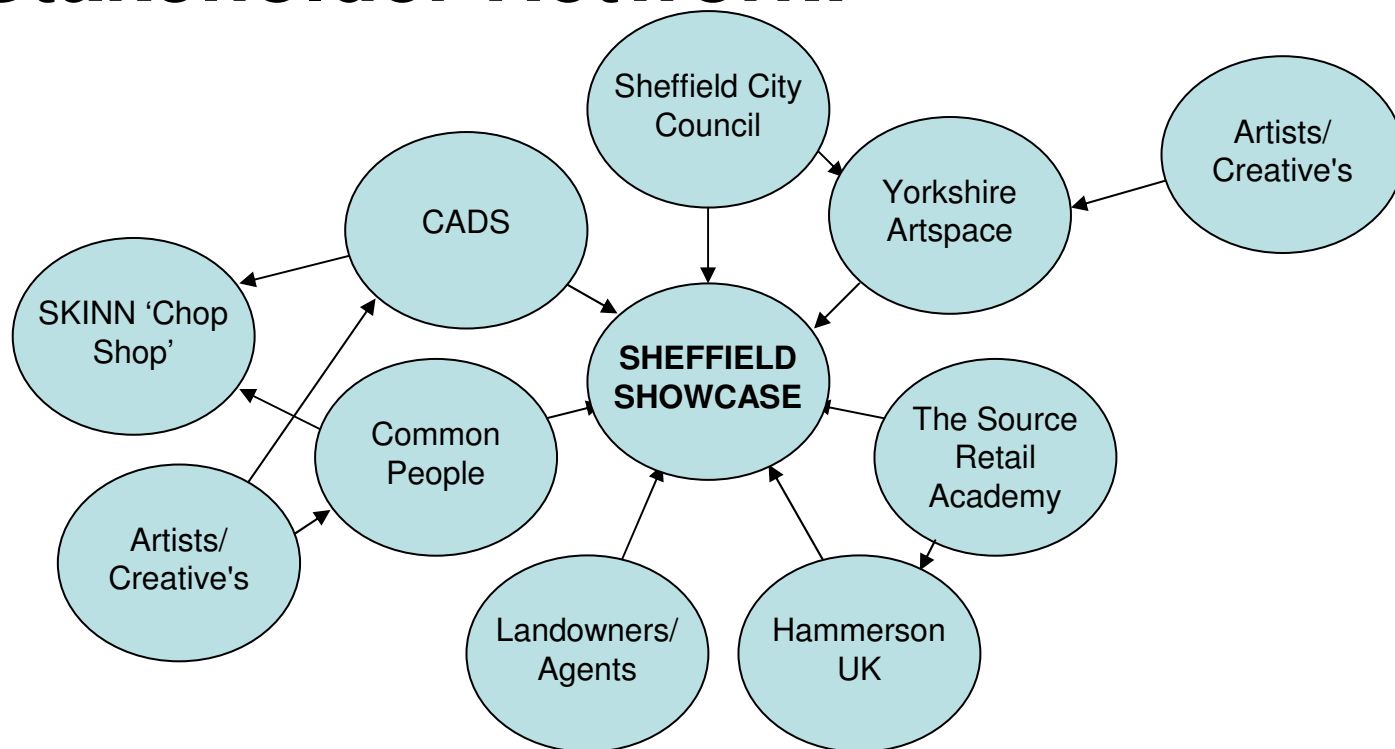 Sheffield City
Council
Artists/
Creative's
Yorkshire
Artspace
CADS
SKINN ‘Chop
Shop’
SHEFFIELD
SHOWCASE
Common
People
The Source
Retail
Academy
Artists/
Creative's
Landowners/
Agents
Hammerson
UK